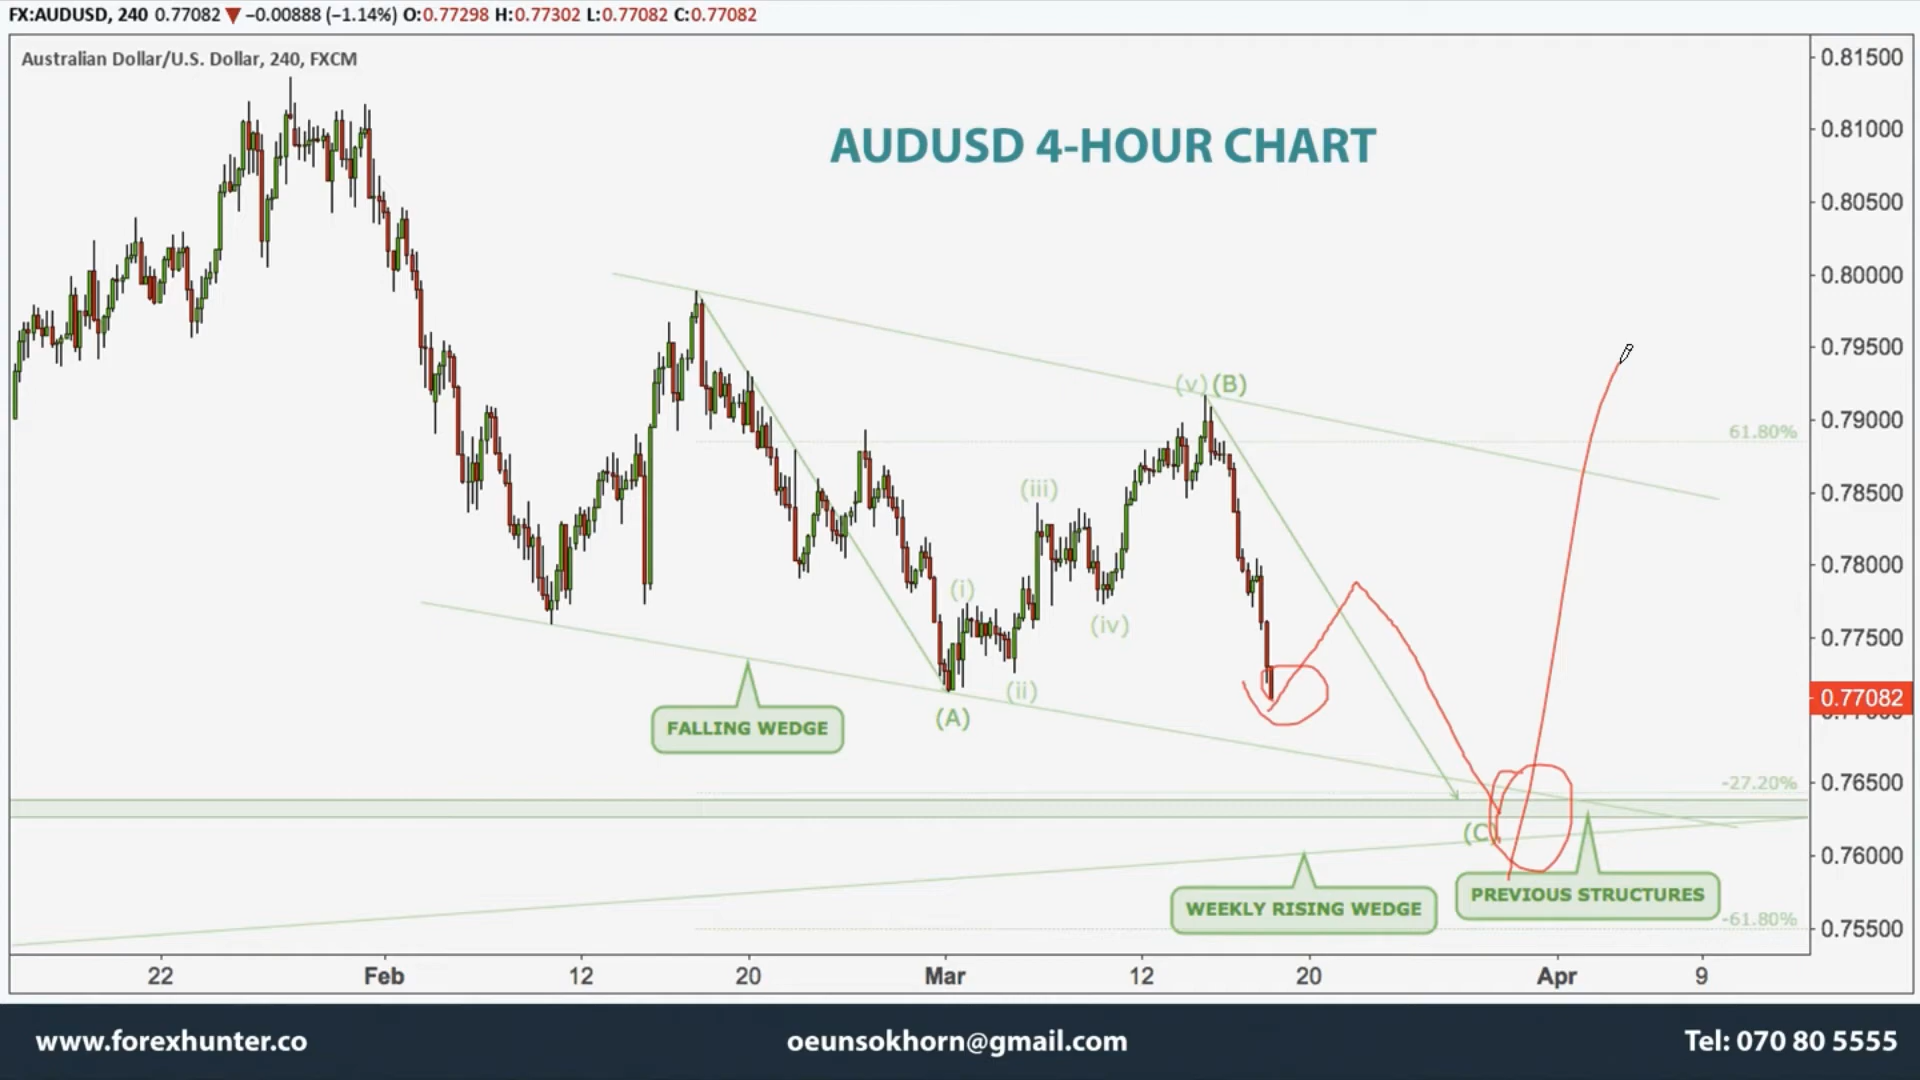 FX:AUDUSD, 240 0.77082 ▼ −0.00888 (−1.14%) O:0.77298 H:0.77302 L:0.77082 C:0.77082
Australian Dollar/U.S. Dollar, 240, FXCM
AUDUSD 4-HOUR CHART
0.81500
0.81000
0.80500
0.80000
0.79500
0.79000
0.78500
0.78000
0.77500
0.77082
0.76500
0.76000
0.75500
(v) (B)
61.80%
(iii)
(i)
(iv)
(ii)
(A)
FALLING WEDGE
-27.20%
(C)
PREVIOUS STRUCTURES
WEEKLY RISING WEDGE
-61.80%
22
Feb
12
20
Mar
12
20
Apr
9
www.forexhunter.co
oeunsokhorn@gmail.com
Tel: 070 80 5555